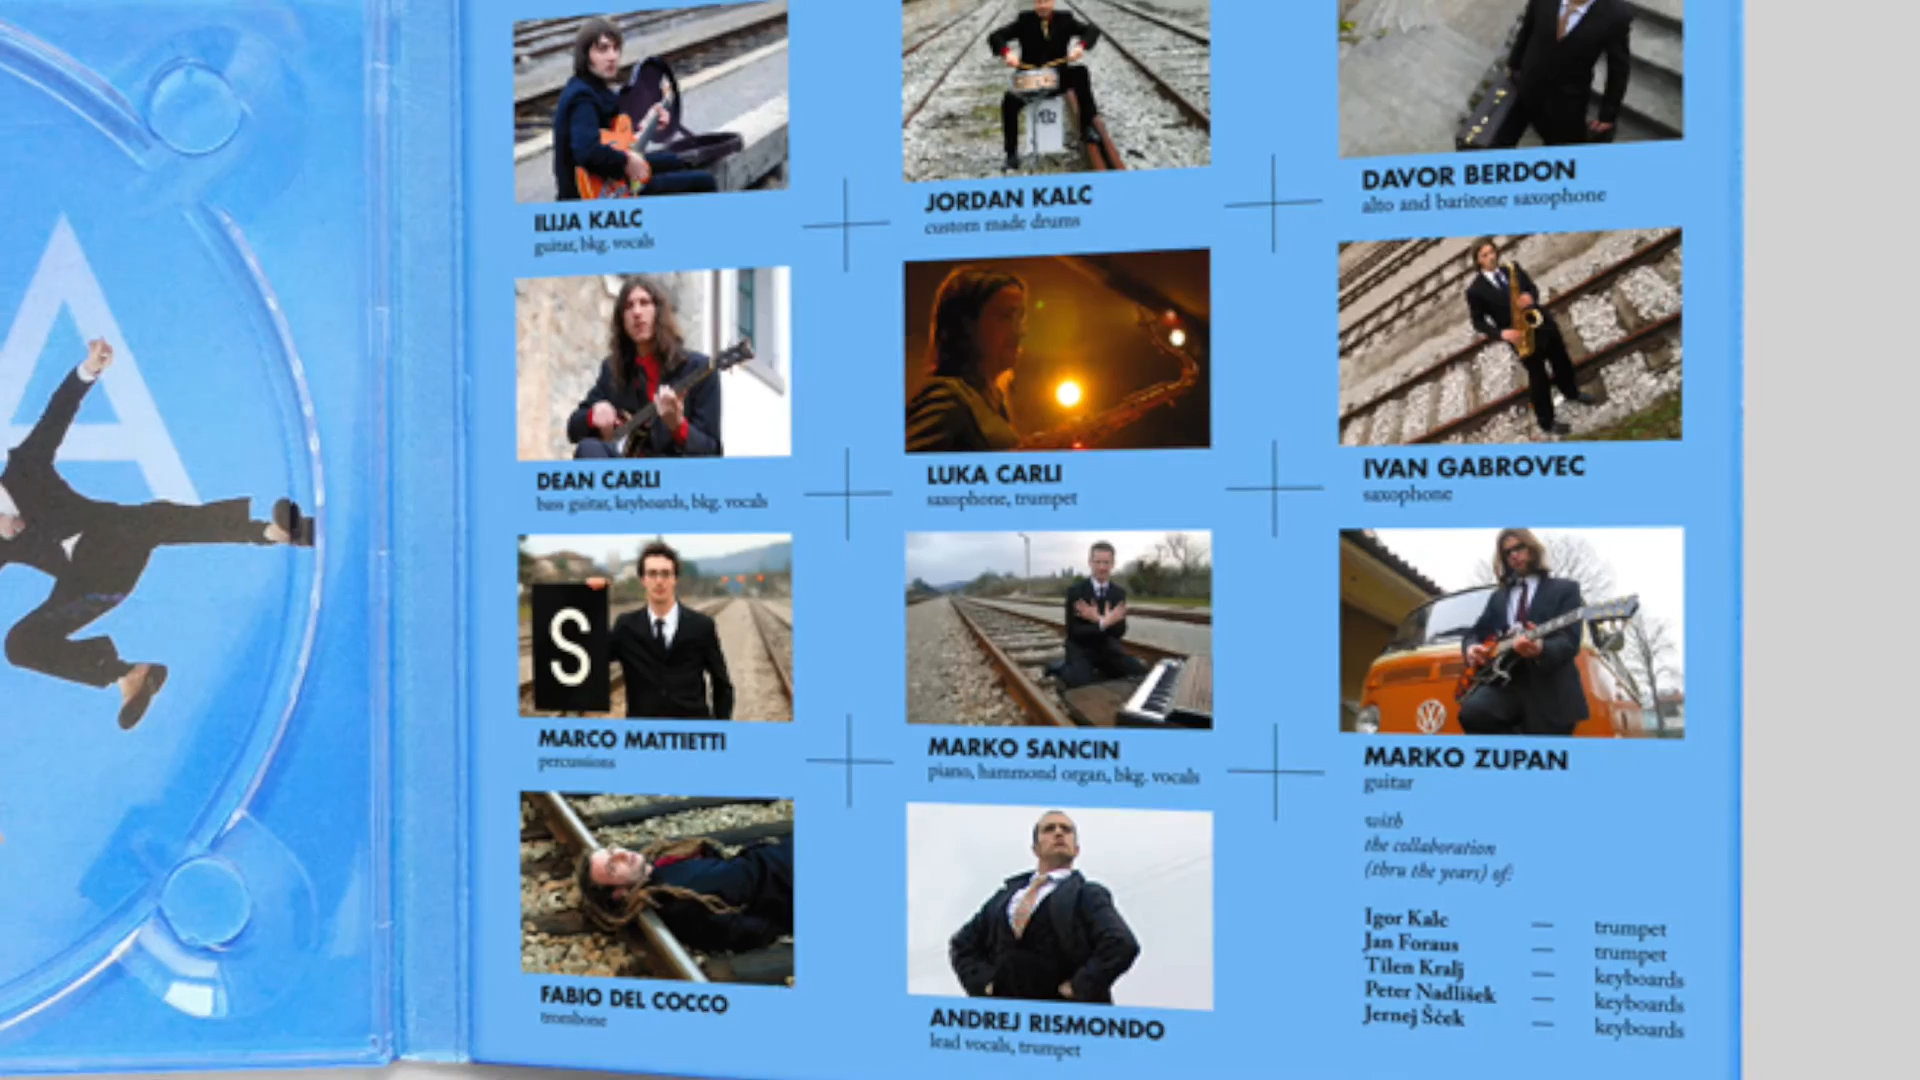 A
ILIJA KALC
guitar, bkg. vocals
JORDAN KALC
custom made drums
DAVOR BERDON
alto and baritone saxophone
DEAN CARLI
bass guitar, keyboards, bkg. vocals
LUKA CARLI
saxophone, trumpet
IVAN GABROVEC
saxophone
S
MARCO MATTIETTI
percussions
MARKO SANCIN
piano, hammond organ, bkg. vocals
MARKO ZUPAN
guitar
FABIO DEL COCCO
trombone
ANDREJ RISMONDO
lead vocals, trumpet
with
the collaboration
(thru the years) of:
Igor Kalc — trumpet
Jan Foraus — trumpet
Tilen Kralj — keyboards
Peter Nadlišek — keyboards
Jernej Šček — keyboards